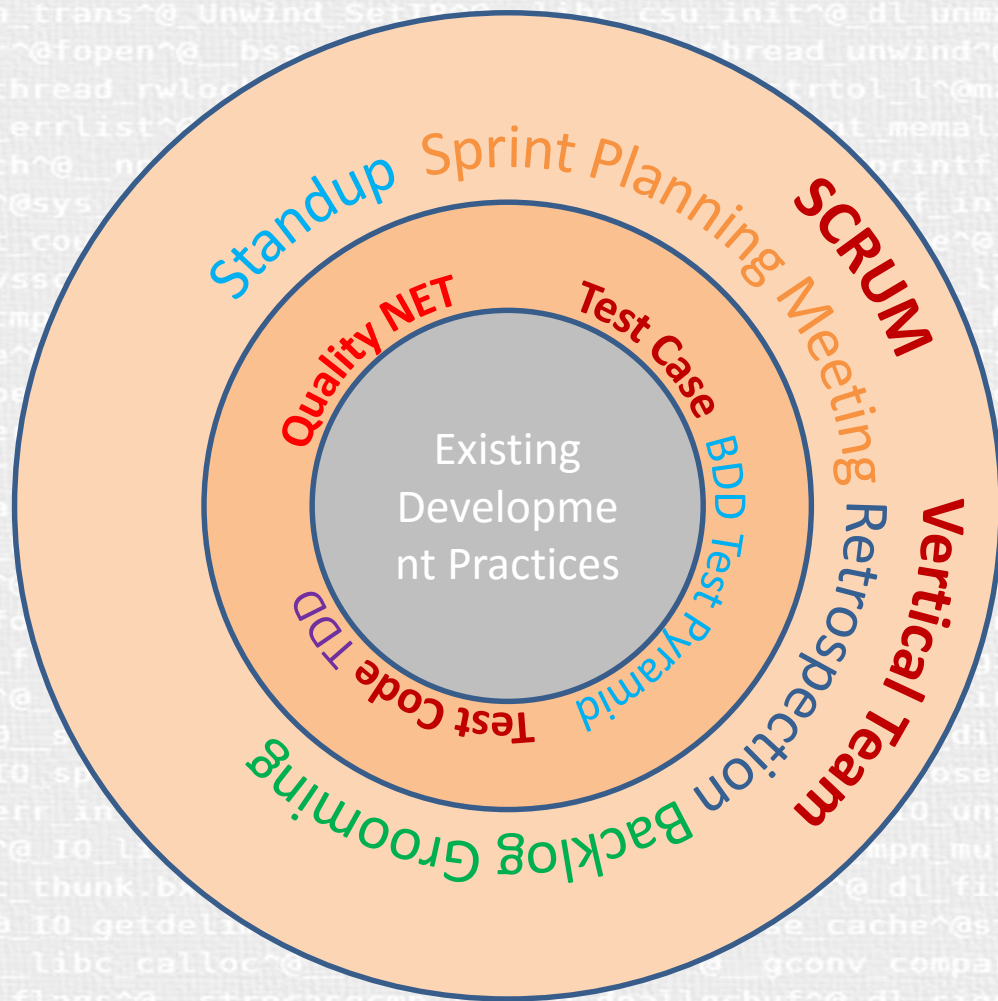 Standup
Sprint Planning Meeting
SCRUM
Vertical Team
Retrospection
Backlog Grooming
Quality NET
Test Case
BDD Test Pyramid
Test Code
TDD
Existing
Developme
nt Practices